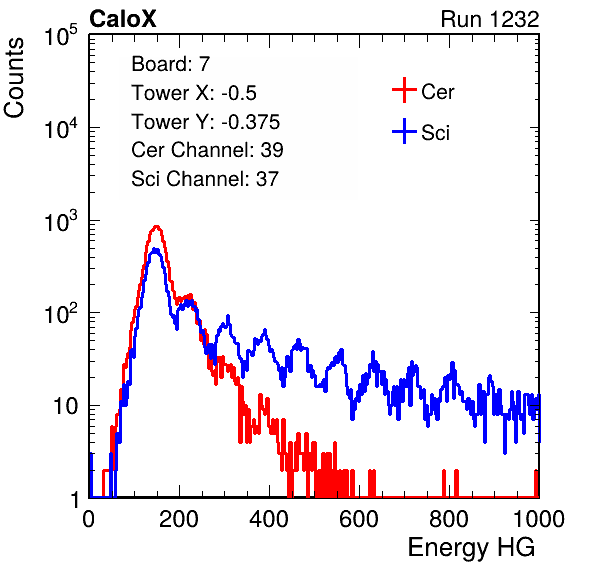 CaloX Run 1232
10^5
Counts
Board: 7
Tower X: -0.5
Tower Y: -0.375
Cer Channel: 39
Sci Channel: 37
Cer
Sci
10^4
10^3
10^2
10
1
0 200 400 600 800 1000
Energy HG